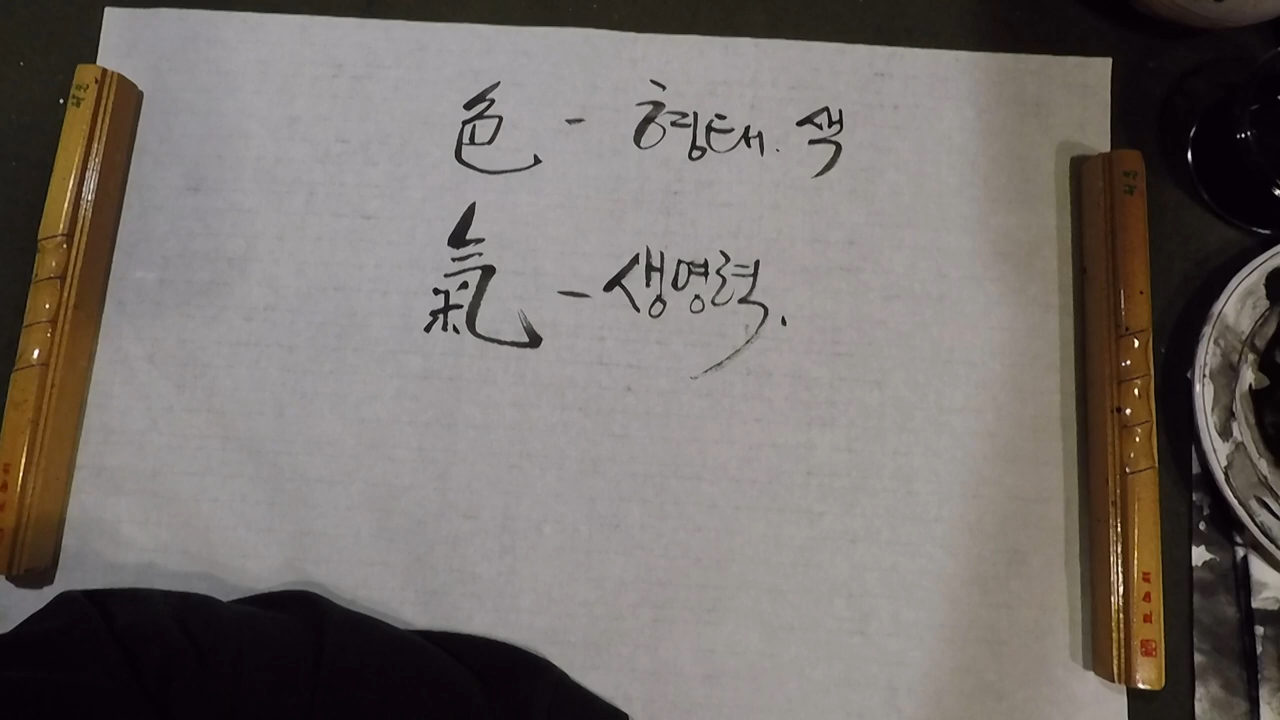 色 - 형태. 색
氣 - 생명력.